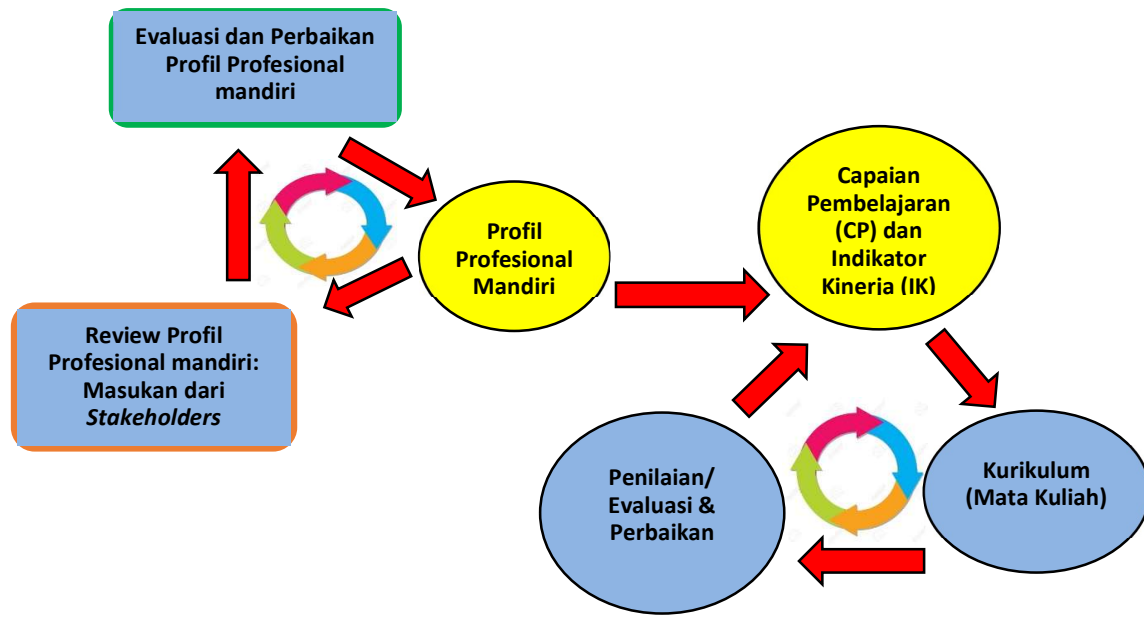 Evaluasi dan Perbaikan
Profil Profesional
mandiri
Profil
Profesional
Mandiri
Capaian
Pembelajaran
(CP) dan
Indikator
Kinerja (IK)
Review Profil
Profesional mandiri:
Masukan dari
Stakeholders
Penilaian/
Evaluasi &
Perbaikan
Kurikulum
(Mata Kuliah)